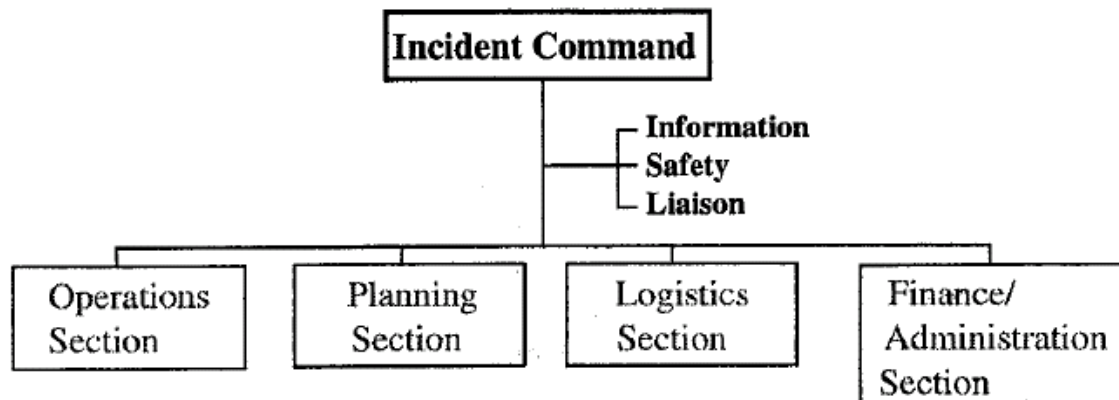 Incident Command
Information
Safety
Liaison
Operations
Section
Planning
Section
Logistics
Section
Finance/
Administration
Section